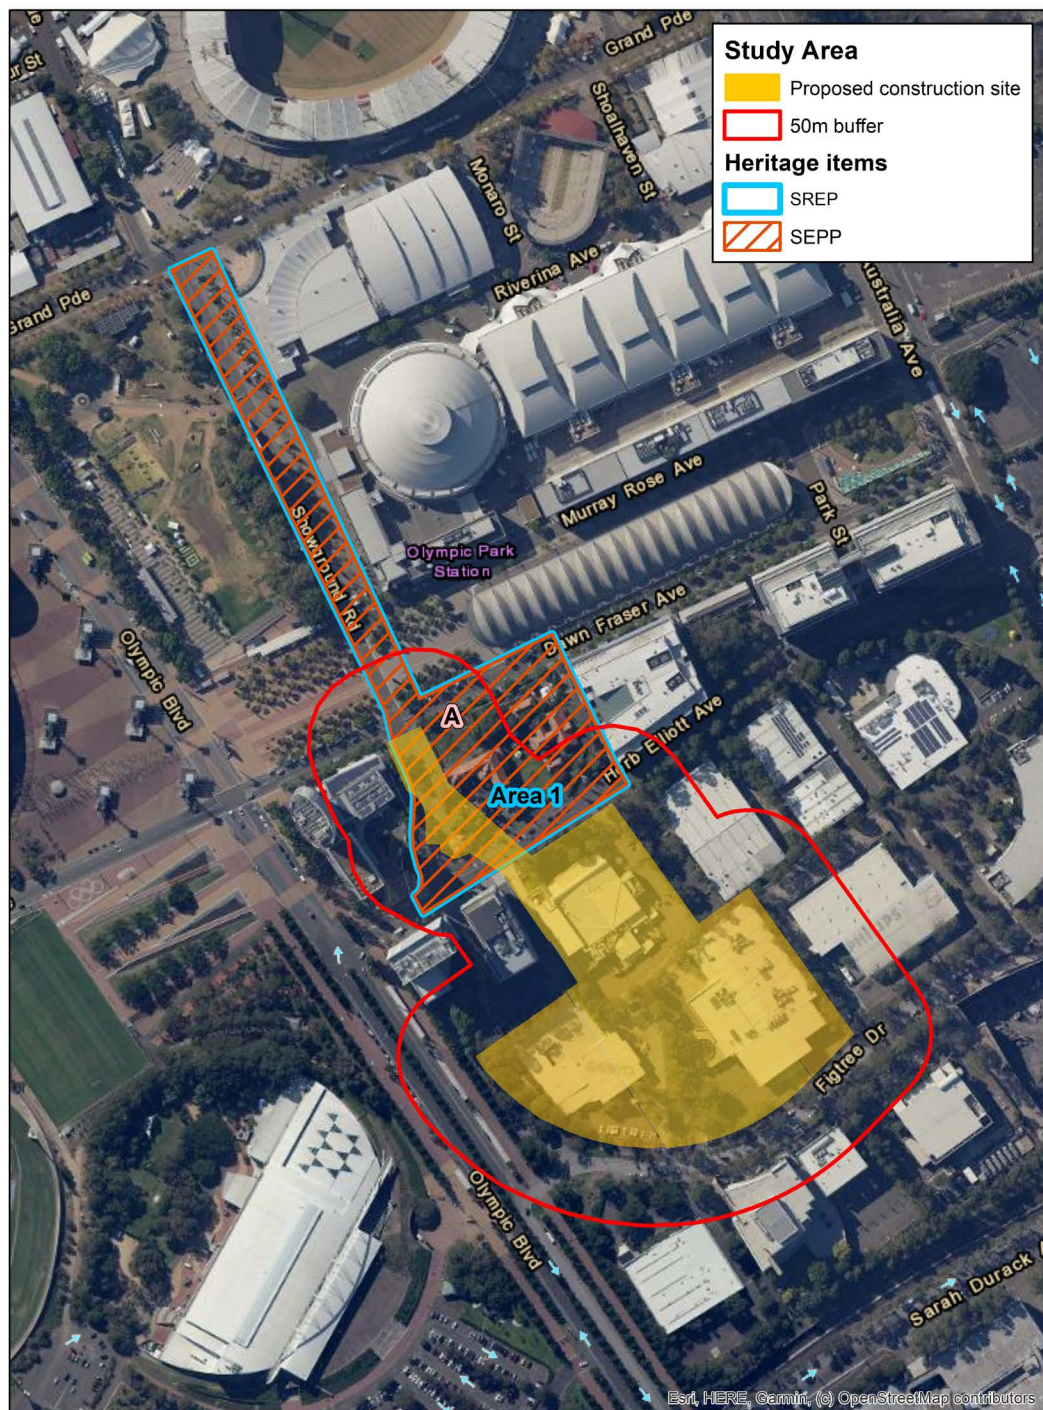 Study Area
Proposed construction site
50m buffer
Heritage items
SREP
SEPP
Grand Pde
Shoalhaven St
Monaro St
Riverina Ave
Australia Ave
Grand Pde
Murray Rose Ave
Park St
Showground Rd
Olympic Park
Station
Dawn Fraser Ave
Olympic Blvd
A
Herb Elliott Ave
Area 1
PHILIPS
Figtree Dr
Olympic Blvd
Sarah Durack
Esri, HERE, Garmin, (c) OpenStreetMap contributors